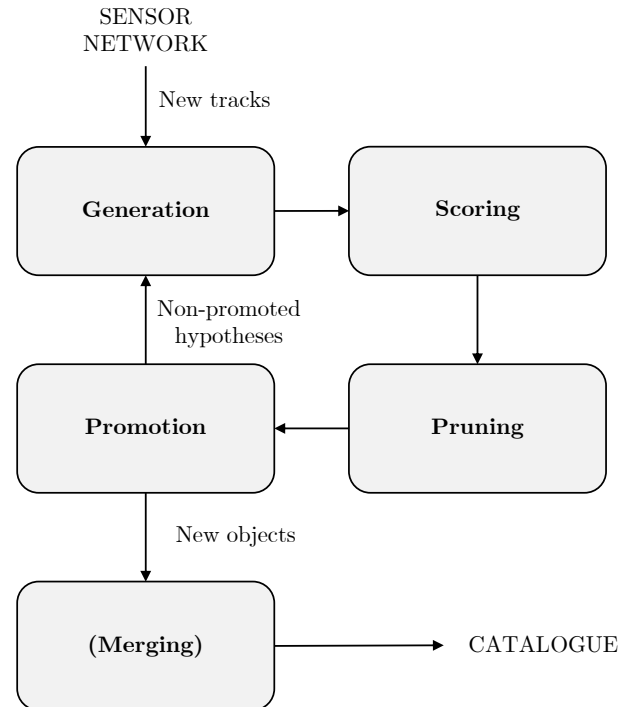 SENSOR
NETWORK
New tracks
Generation
Scoring
Non-promoted
hypotheses
Promotion
Pruning
New objects
(Merging)
CATALOGUE